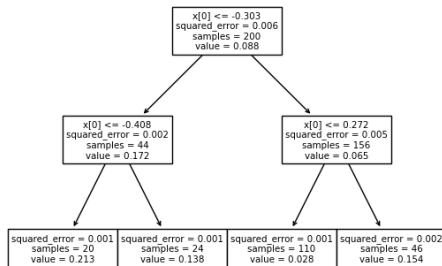 x[0] <= -0.303
squared_error = 0.006
samples = 200
value = 0.088
x[0] <= -0.408
squared_error = 0.002
samples = 44
value = 0.172
x[0] <= 0.272
squared_error = 0.005
samples = 156
value = 0.065
squared_error = 0.001
samples = 20
value = 0.213
squared_error = 0.001
samples = 24
value = 0.138
squared_error = 0.001
samples = 110
value = 0.028
squared_error = 0.002
samples = 46
value = 0.154